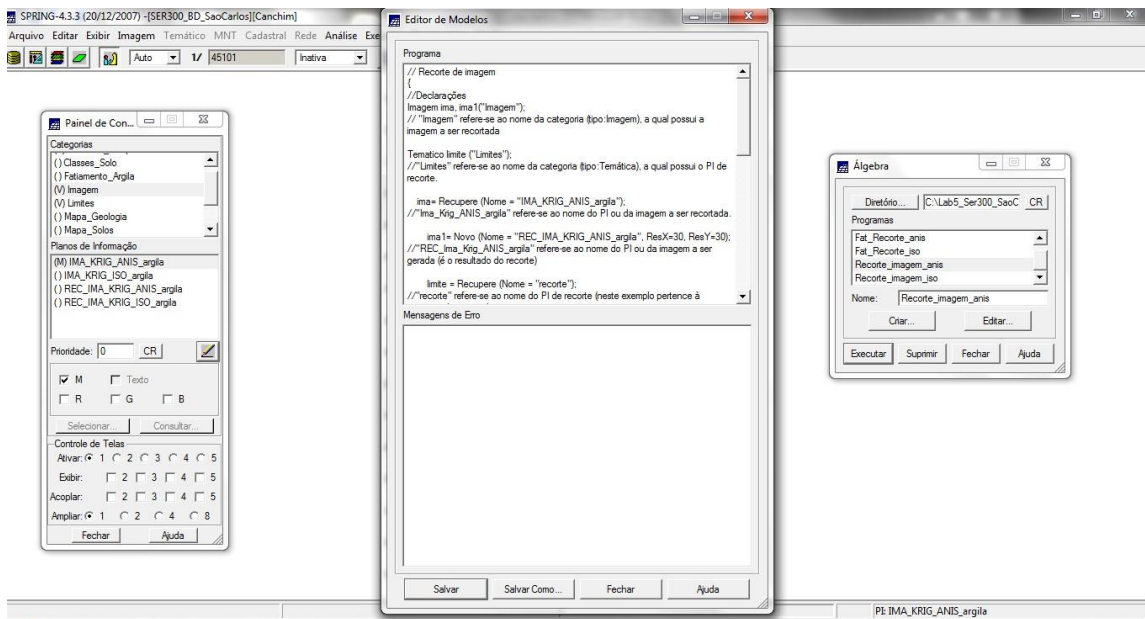 SPRING-4.3.3 (20/12/2007) -[SER300_BD_SaoCarlos][Canchim]
Arquivo Editar Exibir Imagem Temático MNT Cadastral Rede Análise Exe
Auto 1/ 45101 Inativa
Painel de Con...
Categorias
() Classes_Solo
() Fatiamento_Argila
(V) Imagem
(V) Limites
() Mapa_Geologia
() Mapa_Solos
Planos de Informação
(M) IMA_KRIG_ANIS_argila
() IMA_KRIG_ISO_argila
() REC_IMA_KRIG_ANIS_argila
() REC_IMA_KRIG_ISO_argila
Prioridade: 0 CR
M Texto
R G B
Selecionar... Consultar...
Controle de Telas
Ativar: 1 2 3 4 5
Exibir: 2 3 4 5
Acoplar: 2 3 4 5
Ampliar: 1 2 4 8
Fechar Ajuda
Editor de Modelos
Programa
// Recorte de imagem
{
//Declarações
Imagem ima, ima1("Imagem");
// "Imagem" refere-se ao nome da categoria (tipo:Imagem), a qual possui a
imagem a ser recortada
Tematico limite ("Limites");
//"Limites" refere-se ao nome da categoria (tipo:Temática), a qual possui o PI de
recorte.
ima= Recupere (Nome = "IMA_KRIG_ANIS_argila");
//"Ima_Krig_ANIS_argila" refere-se ao nome do PI ou da imagem a ser recortada.
ima1= Novo (Nome = "REC_IMA_KRIG_ANIS_argila", ResX=30, ResY=30);
//"REC_Ima_Krig_ANIS_argila" refere-se ao nome do PI ou da imagem a ser
gerada (é o resultado do recorte)
limite = Recupere (Nome = "recorte");
//"recorte" refere-se ao nome do PI de recorte (neste exemplo pertence à
Mensagens de Erro
Salvar Salvar Como... Fechar Ajuda
Álgebra
Diretório... C:\Lab5_Ser300_SaoC CR
Programas
Fat_Recorte_anis
Fat_Recorte_iso
Recorte_imagem_anis
Recorte_imagem_iso
Nome: Recorte_imagem_anis
Criar... Editar...
Executar Suprimir Fechar Ajuda
PI: IMA_KRIG_ANIS_argila